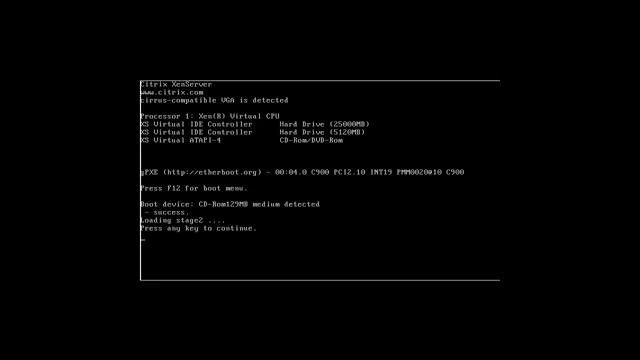 Citrix XenServer
www.citrix.com
cirrus-compatible VGA is detected
Processor 1: Xen(R) Virtual CPU
XS Virtual IDE Controller Hard Drive (25000MB)
XS Virtual IDE Controller Hard Drive (5120MB)
XS Virtual ATAPI-4 CD-Rom/DVD-Rom
gPXE (http://etherboot.org) - 00:04.0 C900 PCI2.10 INT19 PMM0020@10 C900
Press F12 for boot menu.
Boot device: CD-Rom129MB medium detected
- success.
Loading stage2 ....
Press any key to continue.